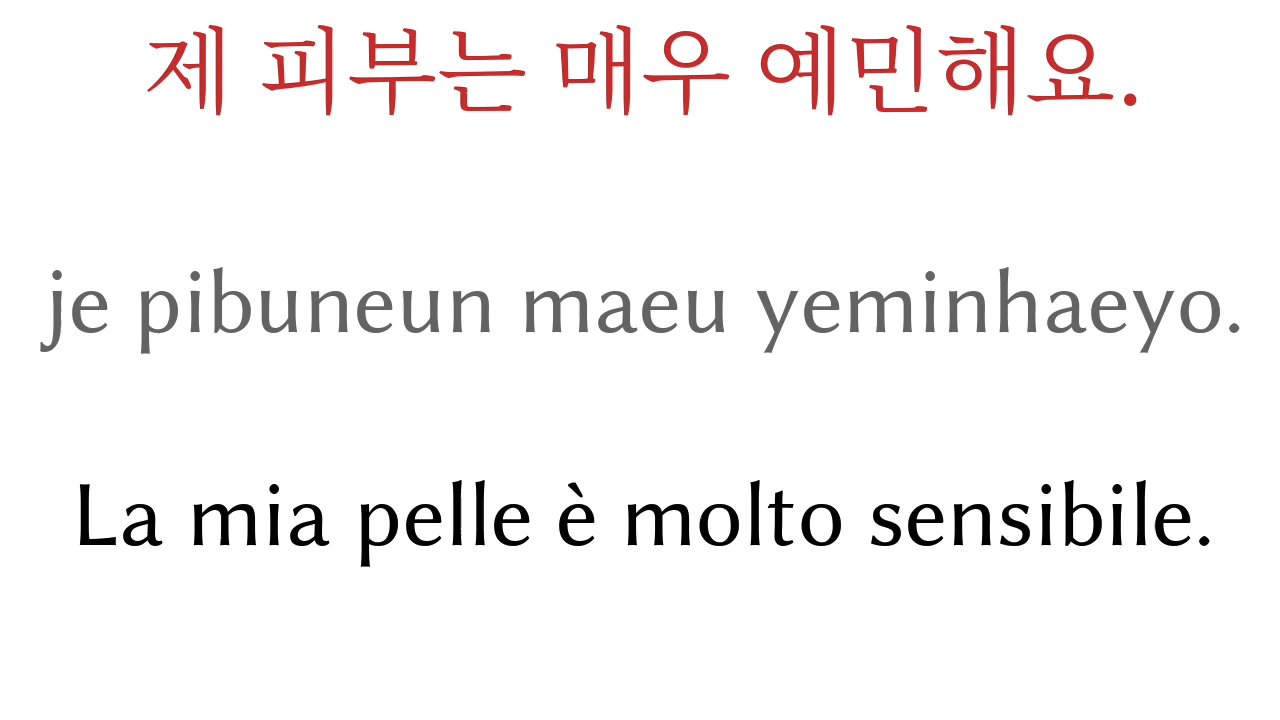 제 피부는 매우 예민해요.
je pibuneun maeu yeminhaeyo.
La mia pelle è molto sensibile.